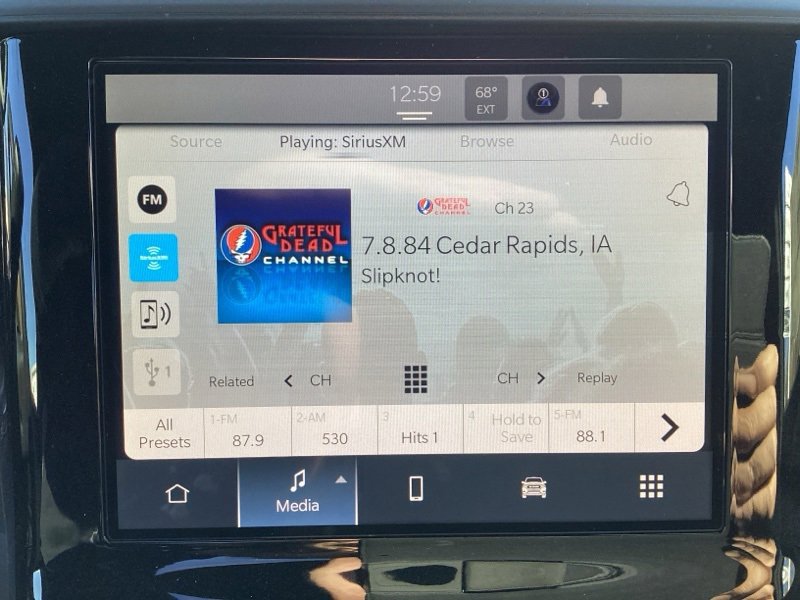 12:59
68°
EXT
Source Playing: SiriusXM Browse Audio
FM
GRATEFUL DEAD CHANNEL Ch 23
SiriusXM
GRATEFUL
DEAD
CHANNEL
7.8.84 Cedar Rapids, IA
Slipknot!
1
Related CH CH Replay
All
Presets
1-FM
87.9
2-AM
530
3
Hits 1
4
Hold to
Save
5-FM
88.1
Media